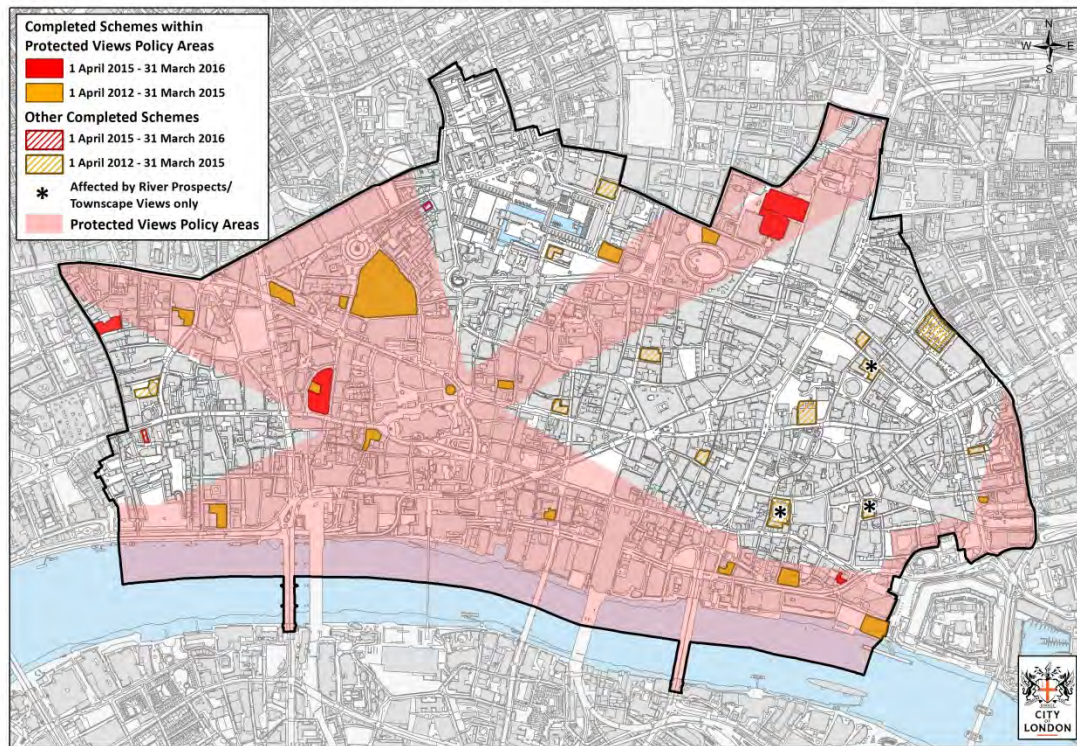 Completed Schemes within
Protected Views Policy Areas
1 April 2015 - 31 March 2016
1 April 2012 - 31 March 2015
Other Completed Schemes
1 April 2015 - 31 March 2016
1 April 2012 - 31 March 2015
* Affected by River Prospects/
Townscape Views only
Protected Views Policy Areas
N
W E
S
*
*
*
CITY
OF
LONDON